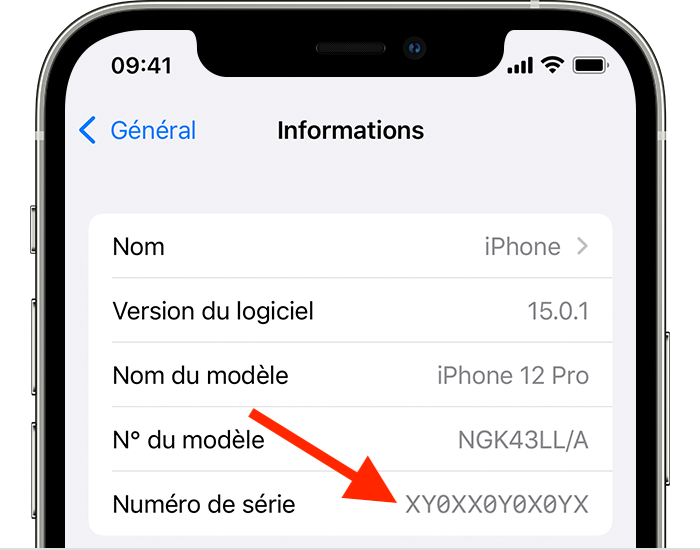 09:41
Général Informations
Nom iPhone
Version du logiciel 15.0.1
Nom du modèle iPhone 12 Pro
N° du modèle NGK43LL/A
Numéro de série XY0XX0Y0X0YX